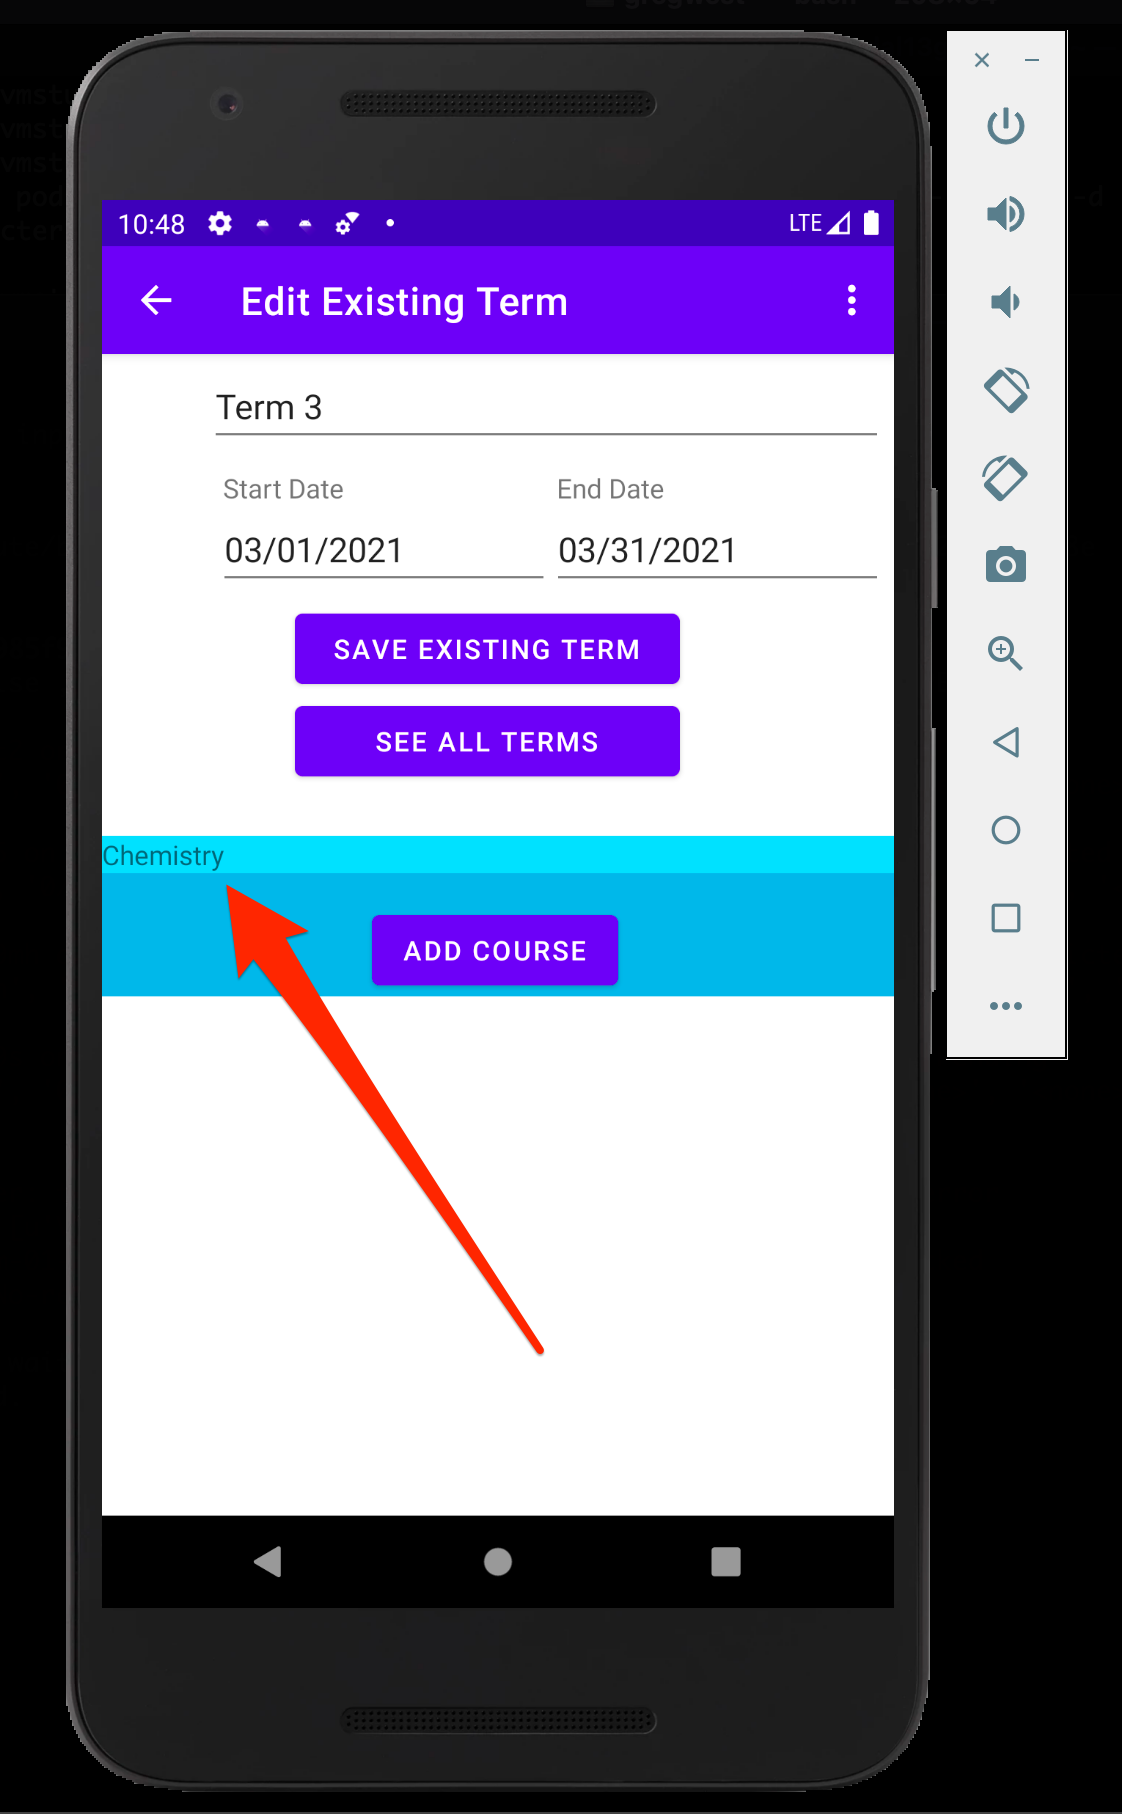 10:48 LTE
Edit Existing Term
Term 3
Start Date End Date
03/01/2021 03/31/2021
SAVE EXISTING TERM
SEE ALL TERMS
Chemistry
ADD COURSE